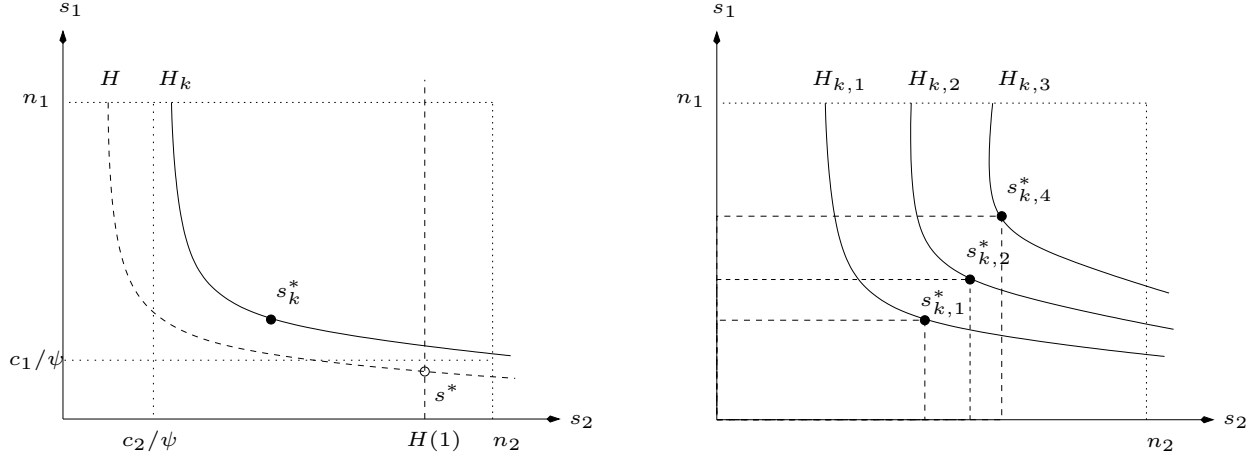 s_1
H
H_k
n_1
s_k^*
c_1/ψ
s^*
s_2
c_2/ψ
H(1)
n_2
s_1
H_{k,1}
H_{k,2}
H_{k,3}
n_1
s_{k,4}^*
s_{k,2}^*
s_{k,1}^*
s_2
n_2